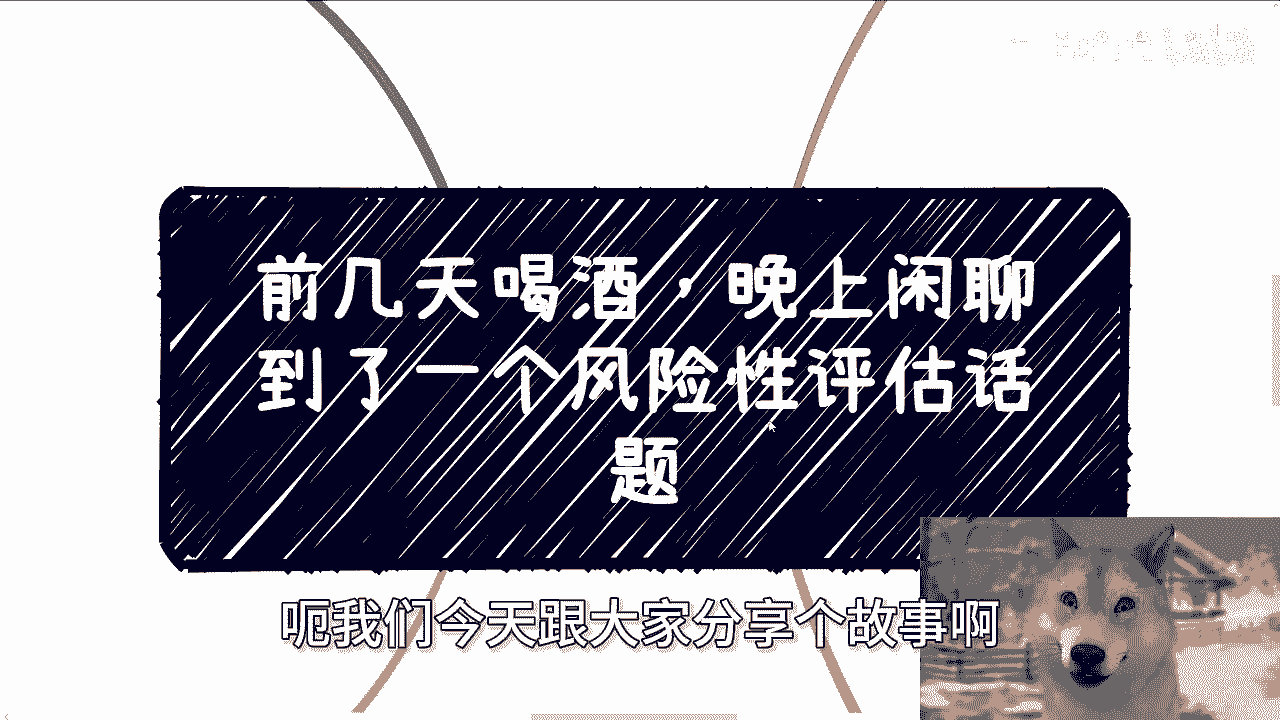 前几天喝酒，晚上闲聊
到了一个风险性评估话
题
呃我们今天跟大家分享个故事啊